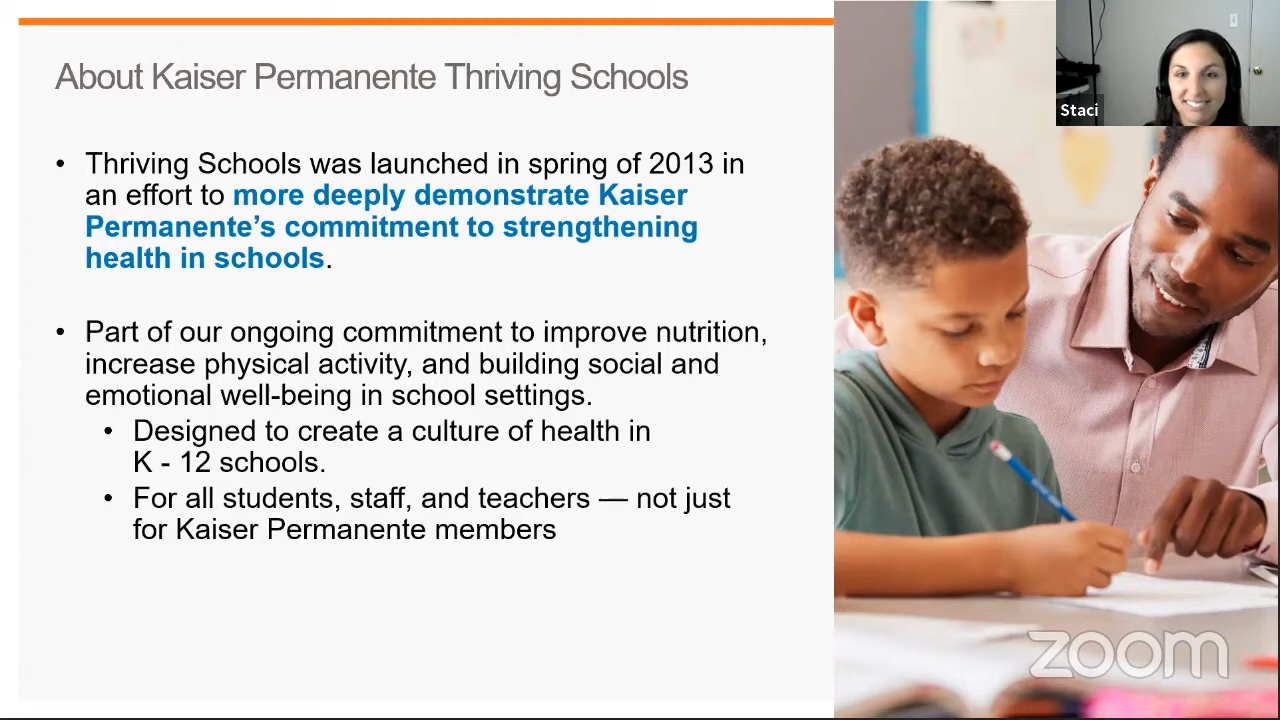 About Kaiser Permanente Thriving Schools
• Thriving Schools was launched in spring of 2013 in
an effort to more deeply demonstrate Kaiser
Permanente’s commitment to strengthening
health in schools.
• Part of our ongoing commitment to improve nutrition,
increase physical activity, and building social and
emotional well-being in school settings.
• Designed to create a culture of health in
K - 12 schools.
• For all students, staff, and teachers — not just
for Kaiser Permanente members
Staci
zoom